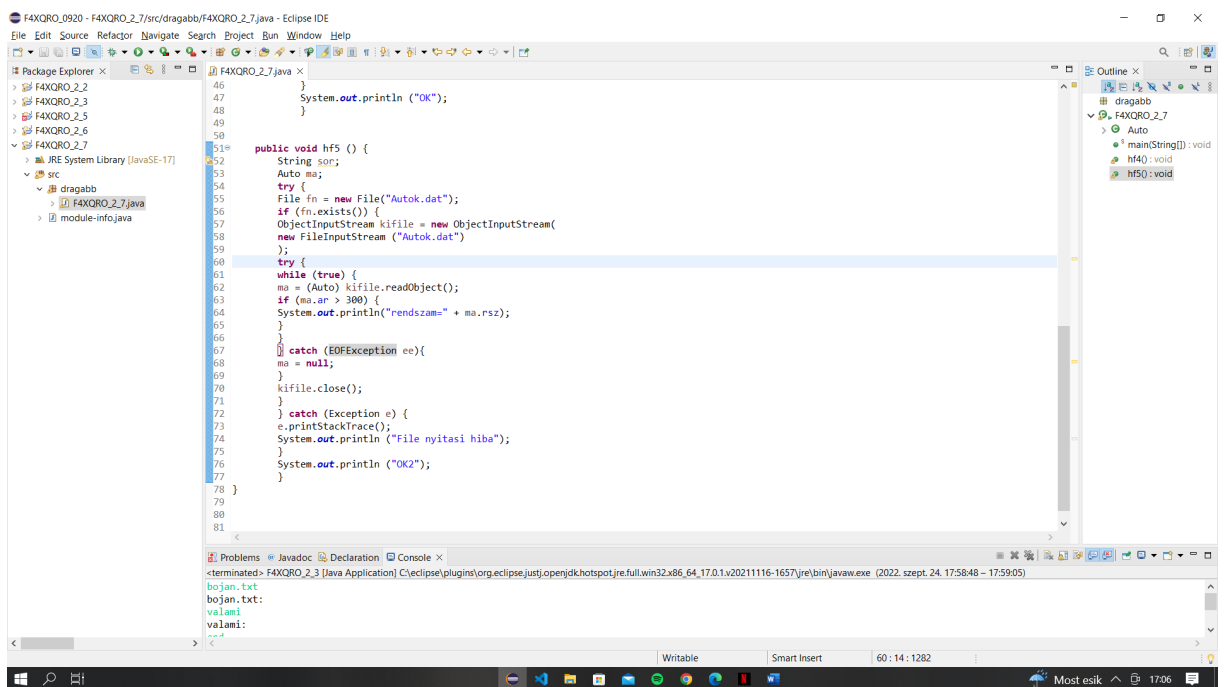 F4XQRO_0920 - F4XQRO_2_7/src/dragabb/F4XQRO_2_7.java - Eclipse IDE
File Edit Source Refactor Navigate Search Project Run Window Help
Package Explorer
F4XQRO_2_2
F4XQRO_2_3
F4XQRO_2_5
F4XQRO_2_6
F4XQRO_2_7
JRE System Library [JavaSE-17]
src
dragabb
F4XQRO_2_7.java
module-info.java
F4XQRO_2_7.java
46 }
47 System.out.println ("OK");
48 }
49
50
51 public void hf5 () {
52 String sor;
53 Auto ma;
54 try {
55 File fn = new File("Autok.dat");
56 if (fn.exists()) {
57 ObjectInputStream kifile = new ObjectInputStream(
58 new FileInputStream ("Autok.dat")
59 );
60 try {
61 while (true) {
62 ma = (Auto) kifile.readObject();
63 if (ma.ar > 300) {
64 System.out.println("rendszam=" + ma.rsz);
65 }
66 }
67 } catch (EOFException ee){
68 ma = null;
69 }
70 kifile.close();
71 }
72 } catch (Exception e) {
73 e.printStackTrace();
74 System.out.println ("File nyitasi hiba");
75 }
76 System.out.println ("OK2");
77 }
78 }
79
80
81
Outline
dragabb
F4XQRO_2_7
Auto
main(String[]) : void
hf4() : void
hf5() : void
Problems Javadoc Declaration Console
<terminated> F4XQRO_2_3 [Java Application] C:\eclipse\plugins\org.eclipse.justj.openjdk.hotspot.jre.full.win32.x86_64_17.0.1.v20211116-1657\jre\bin\javaw.exe (2022. szept. 24. 17:58:48 – 17:59:05)
bojan.txt
bojan.txt:
valami
valami:
Writable Smart Insert 60 : 14 : 1282
Most esik 17:06